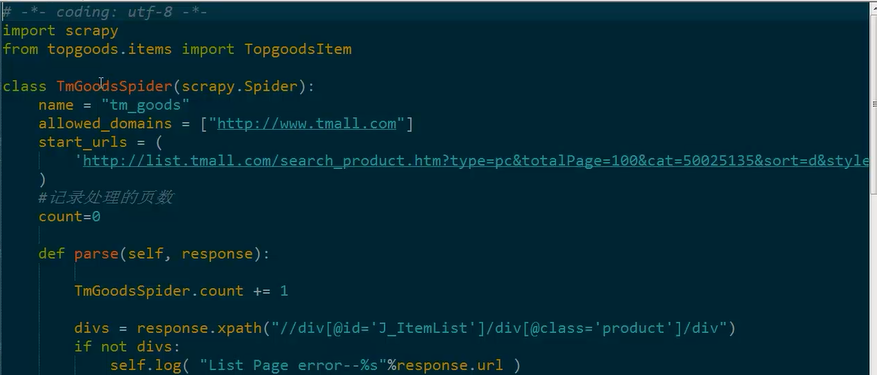 # -*- coding: utf-8 -*-
import scrapy
from topgoods.items import TopgoodsItem
class TmGoodsSpider(scrapy.Spider):
name = "tm_goods"
allowed_domains = ["http://www.tmall.com"]
start_urls = (
'http://list.tmall.com/search_product.htm?type=pc&totalPage=100&cat=50025135&sort=d&style
)
#记录处理的页数
count=0
def parse(self, response):
TmGoodsSpider.count += 1
divs = response.xpath("//div[@id='J_ItemList']/div[@class='product']/div")
if not divs:
self.log( "List Page error--%s"%response.url )